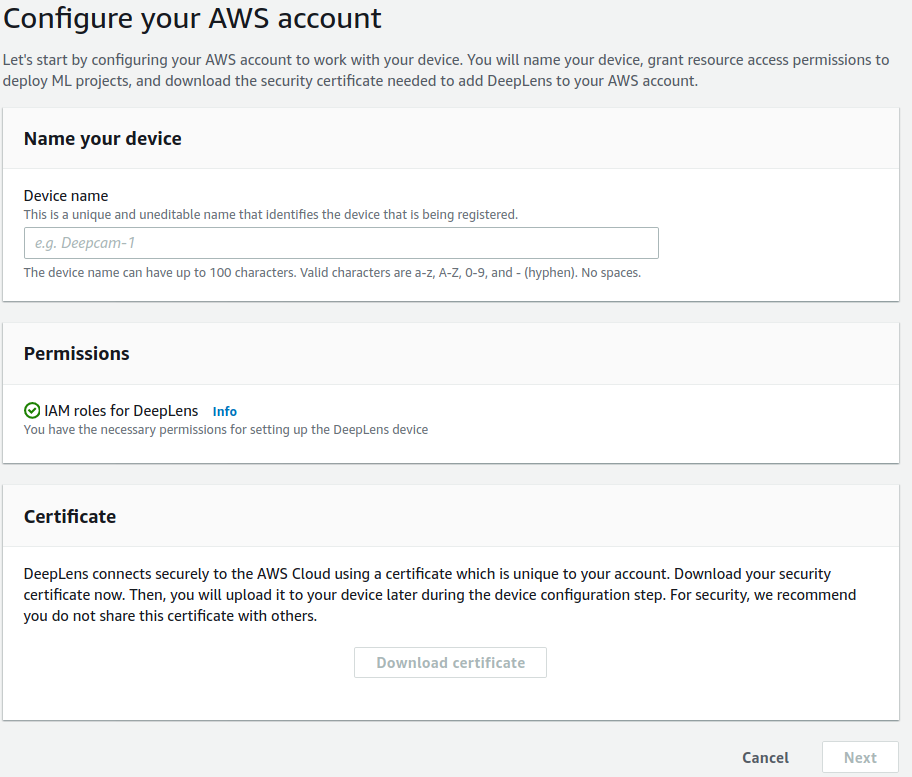 Configure your AWS account
Let's start by configuring your AWS account to work with your device. You will name your device, grant resource access permissions to
deploy ML projects, and download the security certificate needed to add DeepLens to your AWS account.
Name your device
Device name
This is a unique and uneditable name that identifies the device that is being registered.
e.g. Deepcam-1
The device name can have up to 100 characters. Valid characters are a-z, A-Z, 0-9, and - (hyphen). No spaces.
Permissions
IAM roles for DeepLens Info
You have the necessary permissions for setting up the DeepLens device
Certificate
DeepLens connects securely to the AWS Cloud using a certificate which is unique to your account. Download your security
certificate now. Then, you will upload it to your device later during the device configuration step. For security, we recommend
you do not share this certificate with others.
Download certificate
Cancel Next